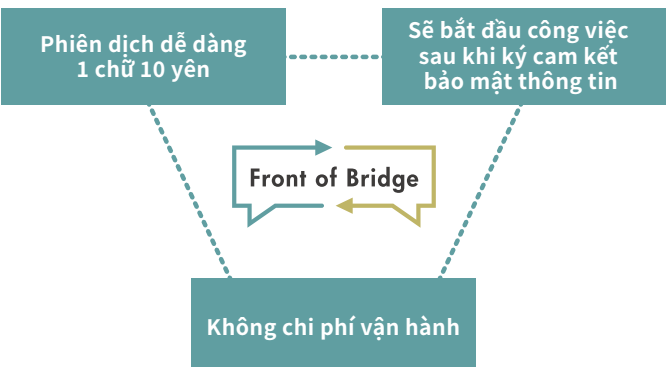 Phiên dịch dễ dàng
1 chữ 10 yên
Sẽ bắt đầu công việc
sau khi ký cam kết
bảo mật thông tin
Front of Bridge
Không chi phí vận hành